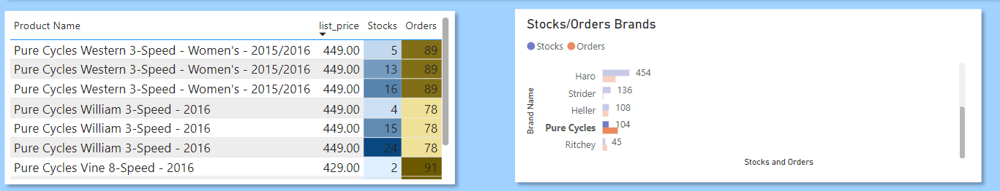 Product Name list_price Stocks Orders
Pure Cycles Western 3-Speed - Women's - 2015/2016 449.00 5 89
Pure Cycles Western 3-Speed - Women's - 2015/2016 449.00 13 89
Pure Cycles Western 3-Speed - Women's - 2015/2016 449.00 16 89
Pure Cycles William 3-Speed - 2016 449.00 4 78
Pure Cycles William 3-Speed - 2016 449.00 15 78
Pure Cycles William 3-Speed - 2016 449.00 24 78
Pure Cycles Vine 8-Speed - 2016 429.00 2 91
Stocks/Orders Brands
Stocks Orders
Brand Name
Haro 454
Strider 136
Heller 108
Pure Cycles 104
Ritchey 45
Stocks and Orders